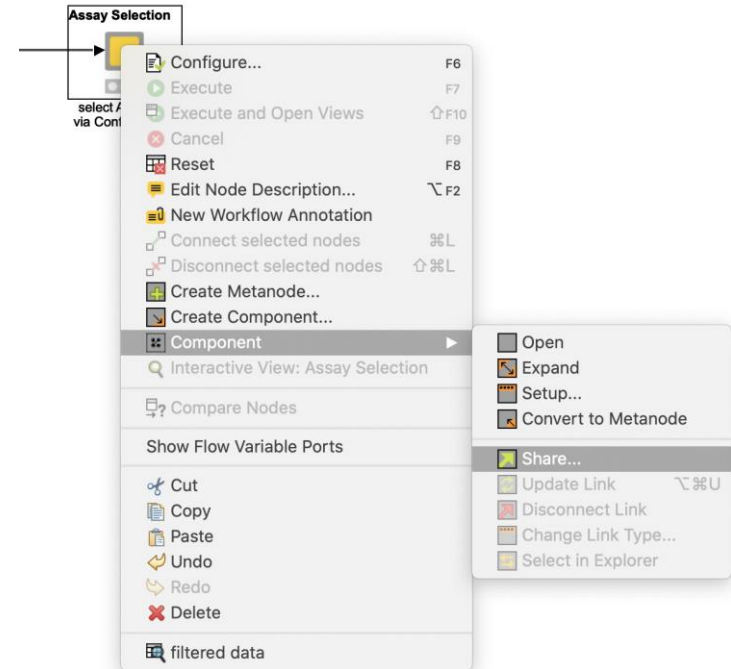 Assay Selection
select A
via Conf
Configure... F6
Execute F7
Execute and Open Views ⇧F10
Cancel F9
Reset F8
Edit Node Description... ⌥F2
New Workflow Annotation
Connect selected nodes ⌘L
Disconnect selected nodes ⇧⌘L
Create Metanode...
Create Component...
Component ▶
Interactive View: Assay Selection
Compare Nodes
Show Flow Variable Ports
Cut
Copy
Paste
Undo
Redo
Delete
filtered data
Open
Expand
Setup...
Convert to Metanode
Share...
Update Link ⌥⌘U
Disconnect Link
Change Link Type...
Select in Explorer